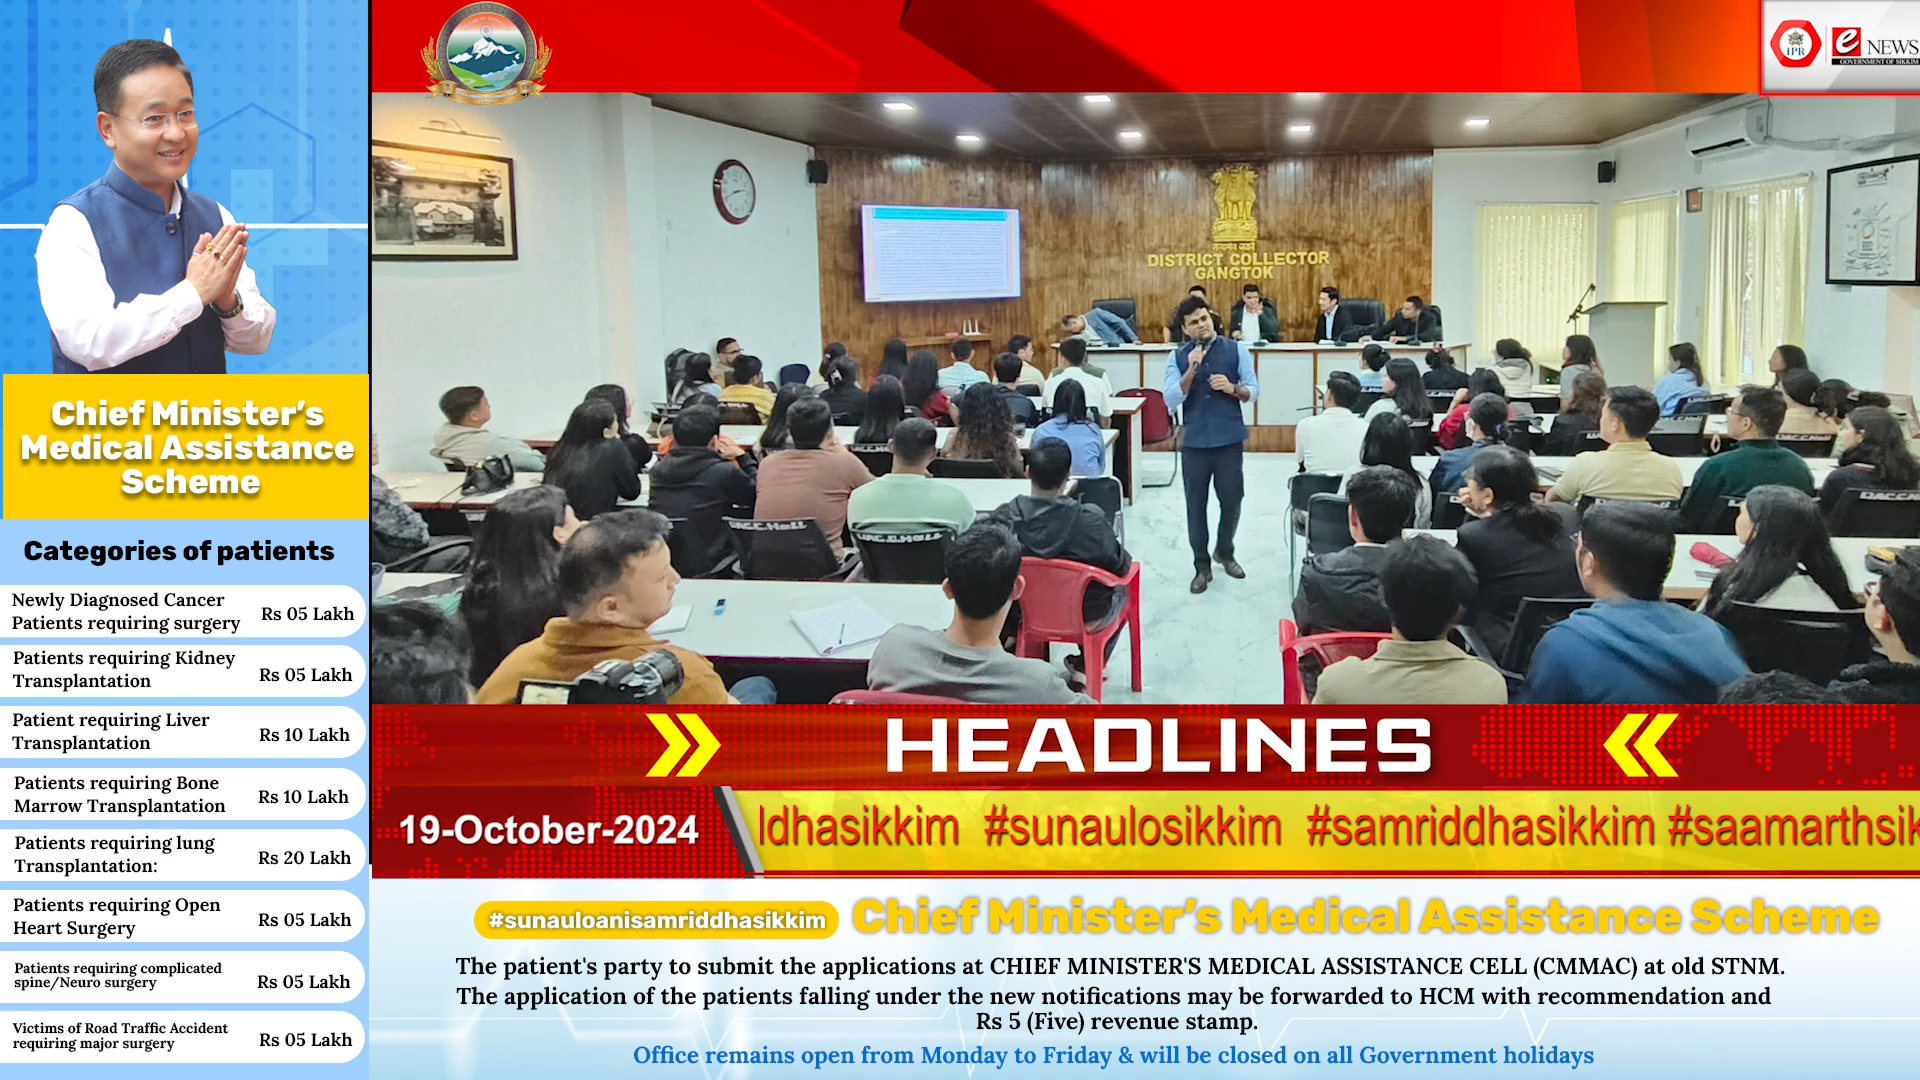 Chief Minister’s
Medical Assistance
Scheme
Categories of patients
Newly Diagnosed Cancer
Patients requiring surgery
Rs 05 Lakh
Patients requiring Kidney
Transplantation
Rs 05 Lakh
Patient requiring Liver
Transplantation
Rs 10 Lakh
Patients requiring Bone
Marrow Transplantation
Rs 10 Lakh
Patients requiring lung
Transplantation:
Rs 20 Lakh
Patients requiring Open
Heart Surgery
Rs 05 Lakh
Patients requiring complicated
spine/Neuro surgery
Rs 05 Lakh
Victims of Road Traffic Accident
requiring major surgery
Rs 05 Lakh
IPR
e NEWS
GOVERNMENT OF SIKKIM
सत्यमेव जयते
DISTRICT COLLECTOR
GANGTOK
HEADLINES
19-October-2024
ldhasikkim #sunaulosikkim #samriddhasikkim #saamarthsik
#sunauloanisamriddhasikkim
Chief Minister’s Medical Assistance Scheme
The patient's party to submit the applications at CHIEF MINISTER'S MEDICAL ASSISTANCE CELL (CMMAC) at old STNM.
The application of the patients falling under the new notifications may be forwarded to HCM with recommendation and
Rs 5 (Five) revenue stamp.
Office remains open from Monday to Friday & will be closed on all Government holidays